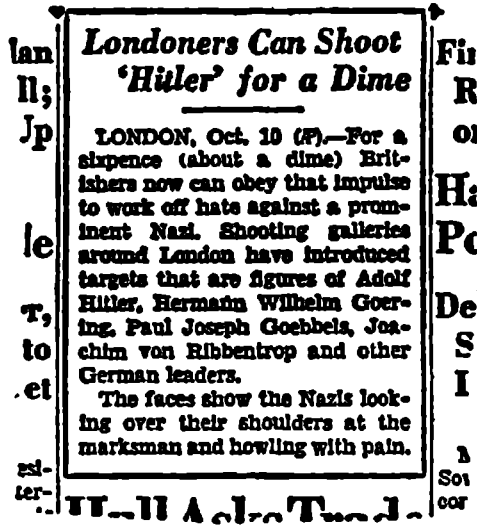 Londoners Can Shoot
'Hitler' for a Dime
LONDON, Oct. 10 (AP).—For a
sixpence (about a dime) Brit-
ishers now can obey that impulse
to work off hate against a prom-
inent Nazi. Shooting galleries
around London have introduced
targets that are figures of Adolf
Hitler, Hermann Wilhelm Goer-
ing, Paul Joseph Goebbels, Joa-
chim von Ribbentrop and other
German leaders.
The faces show the Nazis look-
ing over their shoulders at the
marksman and howling with pain.